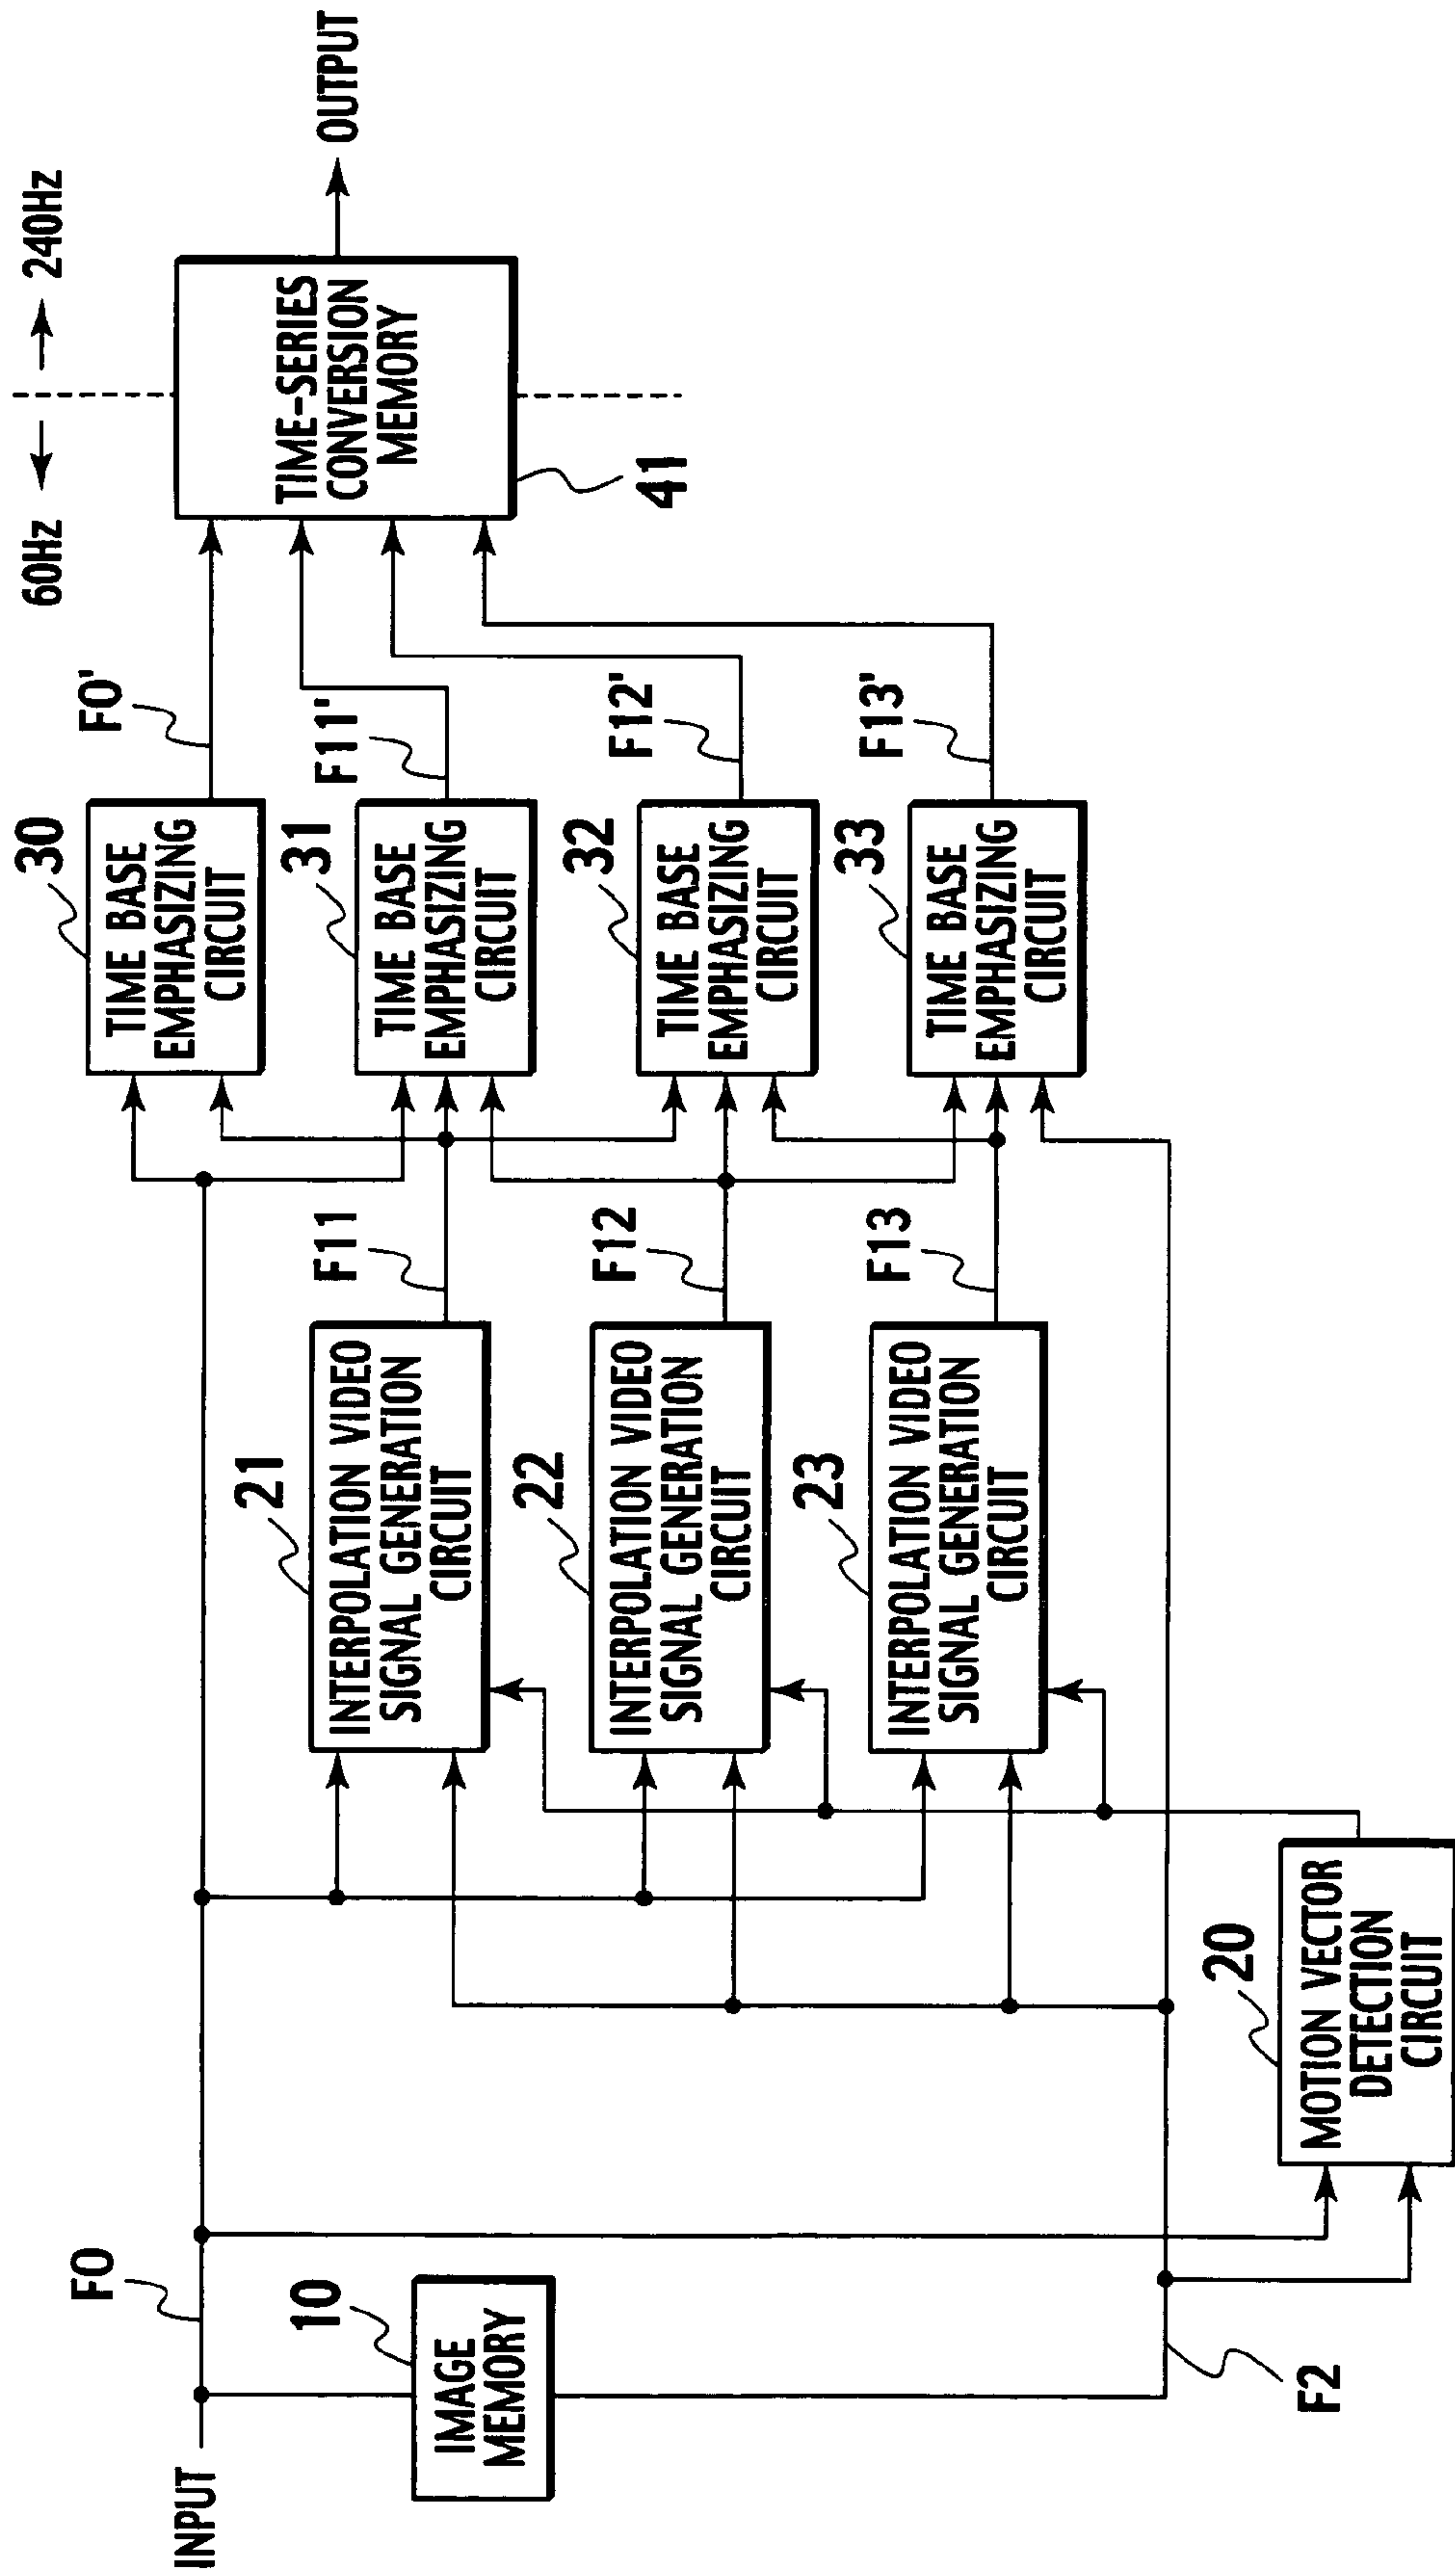 60Hz ← → 240Hz
INPUT
F0
10
IMAGE
MEMORY
F2
20
MOTION VECTOR
DETECTION
CIRCUIT
21
INTERPOLATION VIDEO
SIGNAL GENERATION
CIRCUIT
F11
22
INTERPOLATION VIDEO
SIGNAL GENERATION
CIRCUIT
F12
23
INTERPOLATION VIDEO
SIGNAL GENERATION
CIRCUIT
F13
30
TIME BASE
EMPHASIZING
CIRCUIT
F0'
31
TIME BASE
EMPHASIZING
CIRCUIT
F11'
32
TIME BASE
EMPHASIZING
CIRCUIT
F12'
33
TIME BASE
EMPHASIZING
CIRCUIT
F13'
TIME-SERIES
CONVERSION
MEMORY
41
OUTPUT